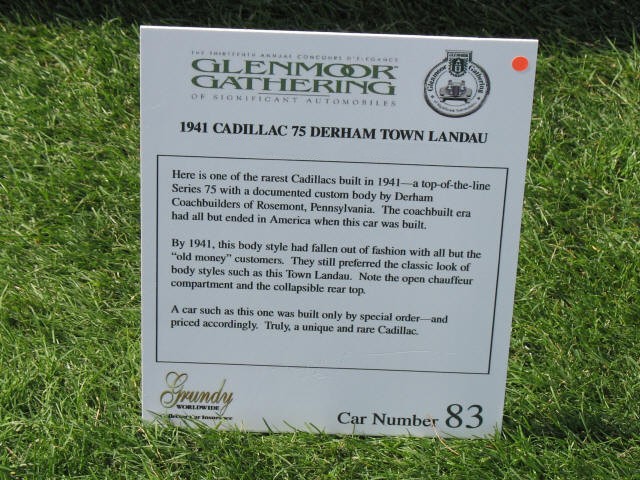 THE THIRTEENTH ANNUAL CONCOURS D'ELEGANCE
GLENMOOR
GATHERING
OF SIGNIFICANT AUTOMOBILES
GLENMOOR
Glenmoor Gathering
1941 CADILLAC 75 DERHAM TOWN LANDAU
Here is one of the rarest Cadillacs built in 1941—a top-of-the-line
Series 75 with a documented custom body by Derham
Coachbuilders of Rosemont, Pennsylvania. The coachbuilt era
had all but ended in America when this car was built.
By 1941, this body style had fallen out of fashion with all but the
"old money" customers. They still preferred the classic look of
body styles such as this Town Landau. Note the open chauffeur
compartment and the collapsible rear top.
A car such as this one was built only by special order—and
priced accordingly. Truly, a unique and rare Cadillac.
Grundy
WORLDWIDE
Car Number 83